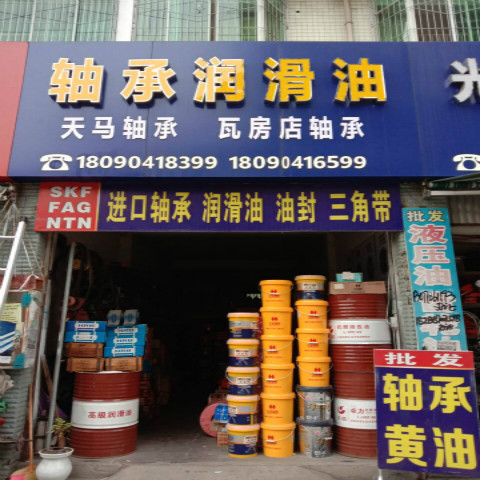 轴承润滑油
光
天马轴承 瓦房店轴承
18090418399 18090416599
SKF
FAG
NTN
进口轴承 润滑油 油封 三角带
批发
液压油
高级润滑油
批发
轴承
黄油